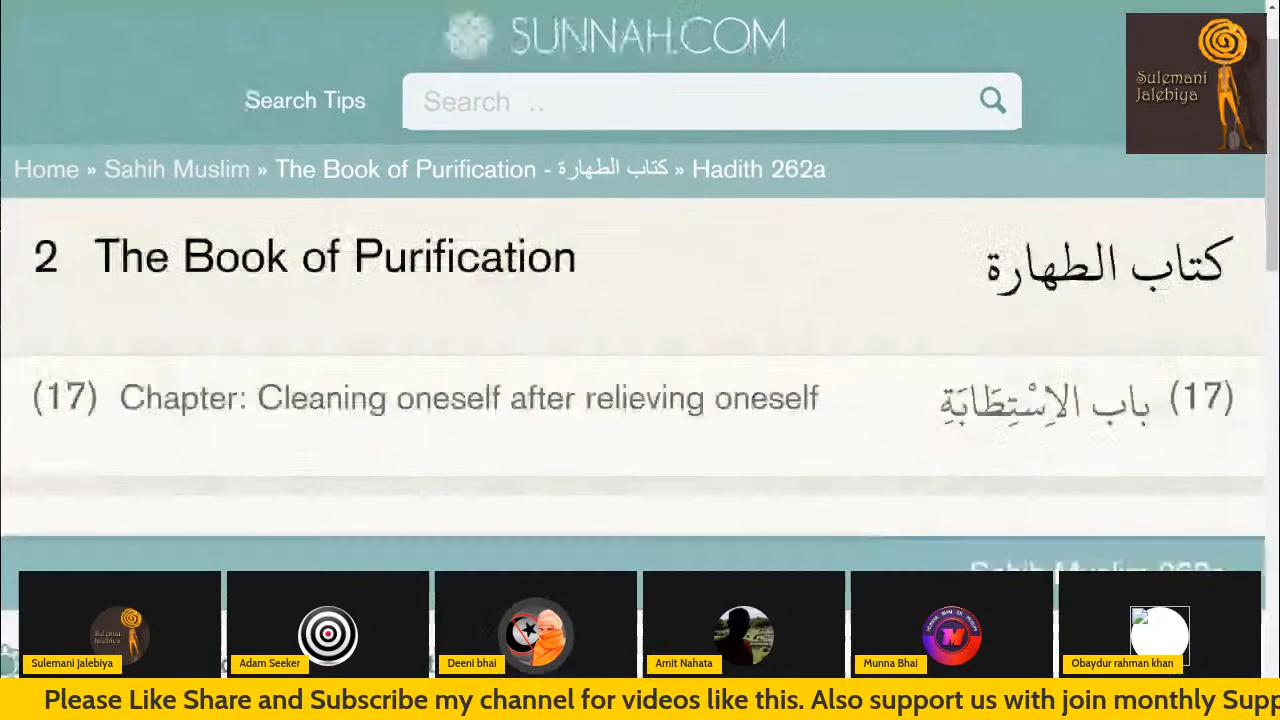 SUNNAH.COM
Sulemani
Jalebiya
Search Tips
Search ..
Home » Sahih Muslim » The Book of Purification - كتاب الطهارة » Hadith 262a
2 The Book of Purification كتاب الطهارة
(17) Chapter: Cleaning oneself after relieving oneself باب الاِسْتِطَابَةِ (17)
Sulemani Jalebiya
Adam Seeker
Deeni bhai
Amit Nahata
Munna Bhai
Obaydur rahman khan
Please Like Share and Subscribe my channel for videos like this. Also support us with join monthly Supp